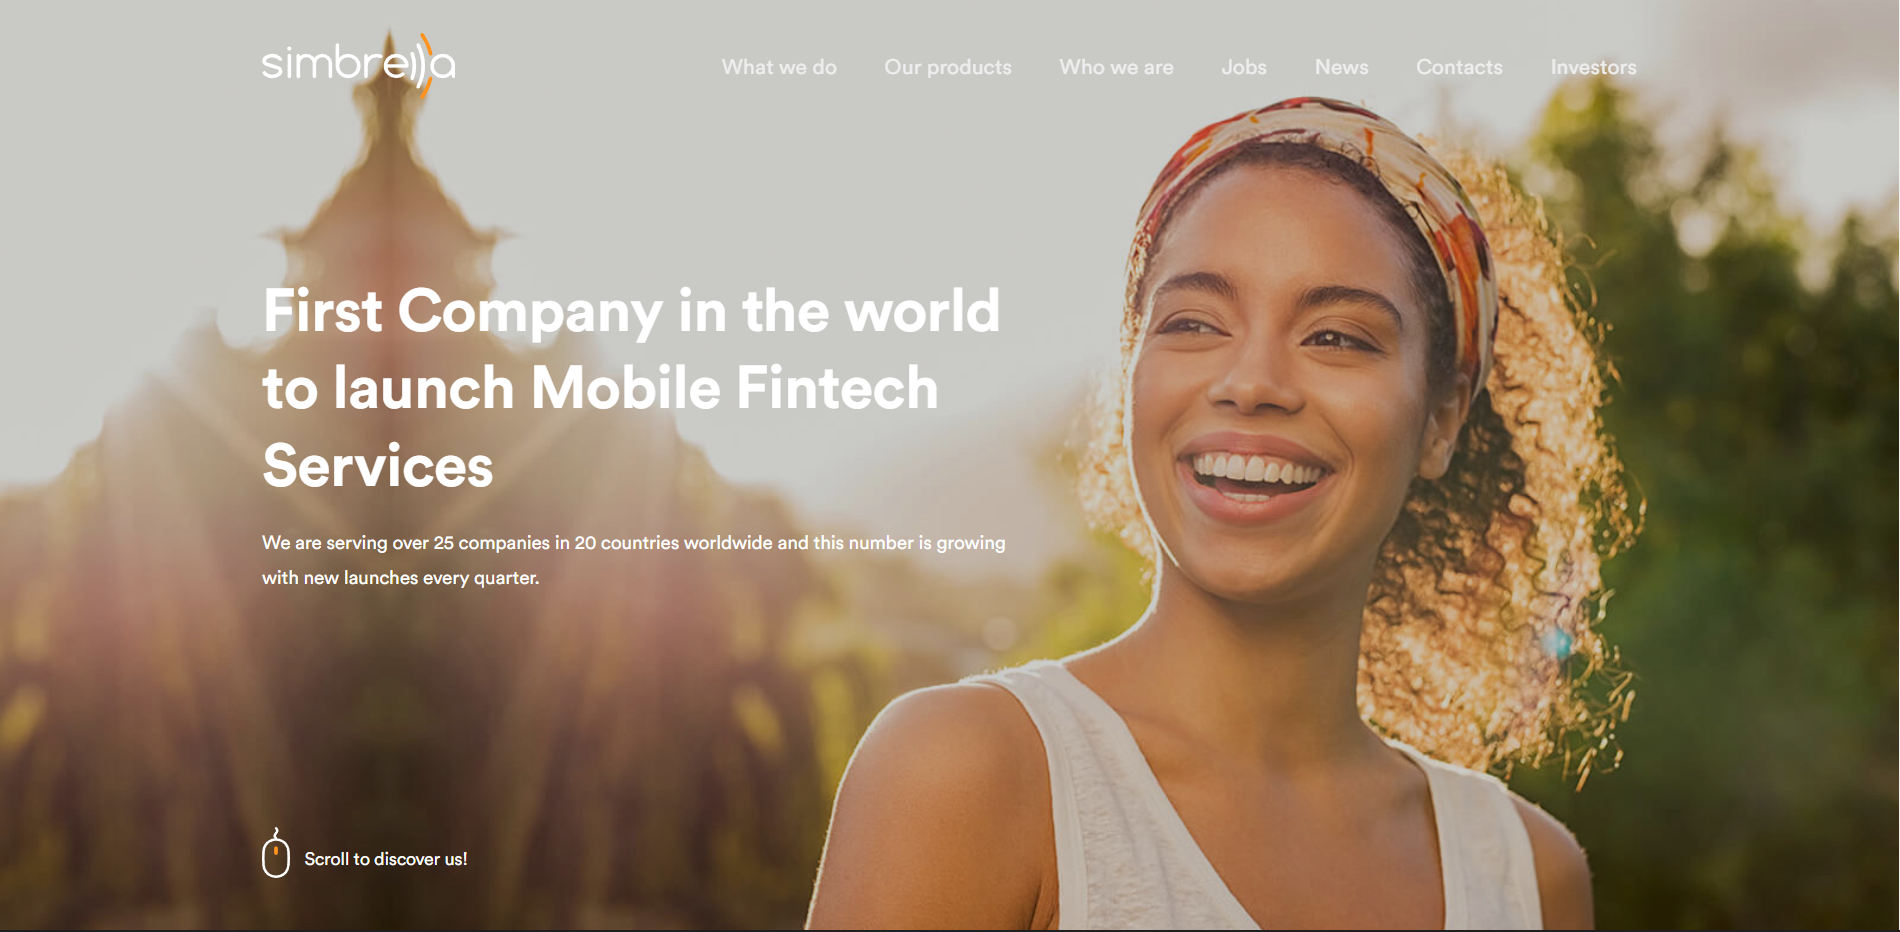 simbrella
What we do
Our products
Who we are
Jobs
News
Contacts
Investors
First Company in the world
to launch Mobile Fintech
Services
We are serving over 25 companies in 20 countries worldwide and this number is growing
with new launches every quarter.
Scroll to discover us!